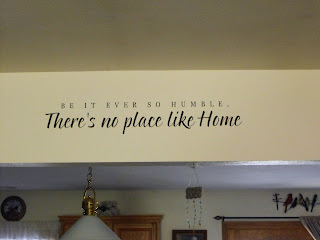 BE IT EVER SO HUMBLE,
There's no place like Home